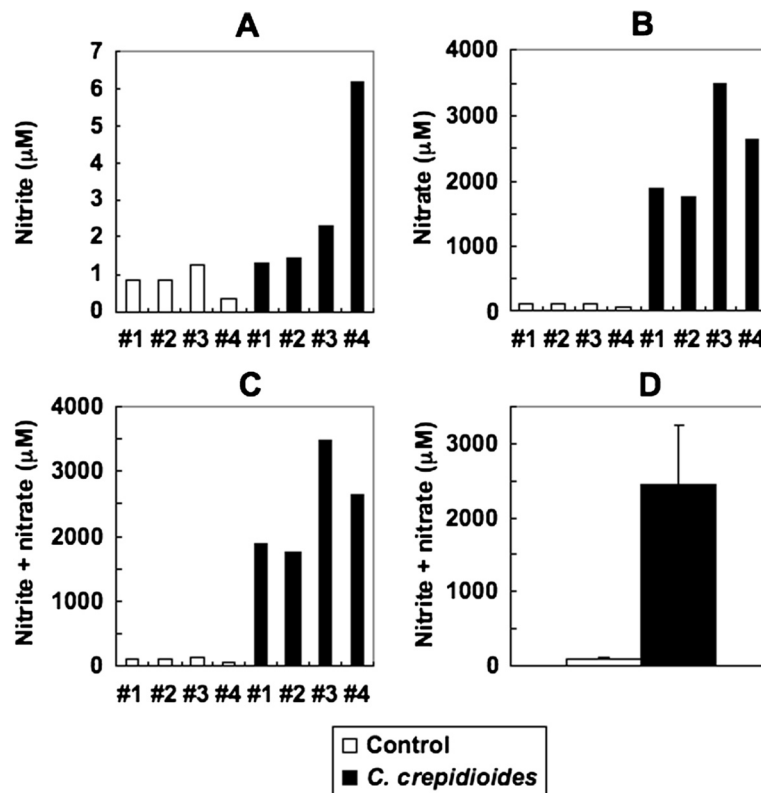 A
Nitrite (μM)
7
6
5
4
3
2
1
0
#1 #2 #3 #4 #1 #2 #3 #4
B
Nitrate (μM)
4000
3000
2000
1000
0
#1 #2 #3 #4 #1 #2 #3 #4
C
Nitrite + nitrate (μM)
4000
3000
2000
1000
0
#1 #2 #3 #4 #1 #2 #3 #4
D
Nitrite + nitrate (μM)
3000
2000
1000
0
Control
C. crepidioides